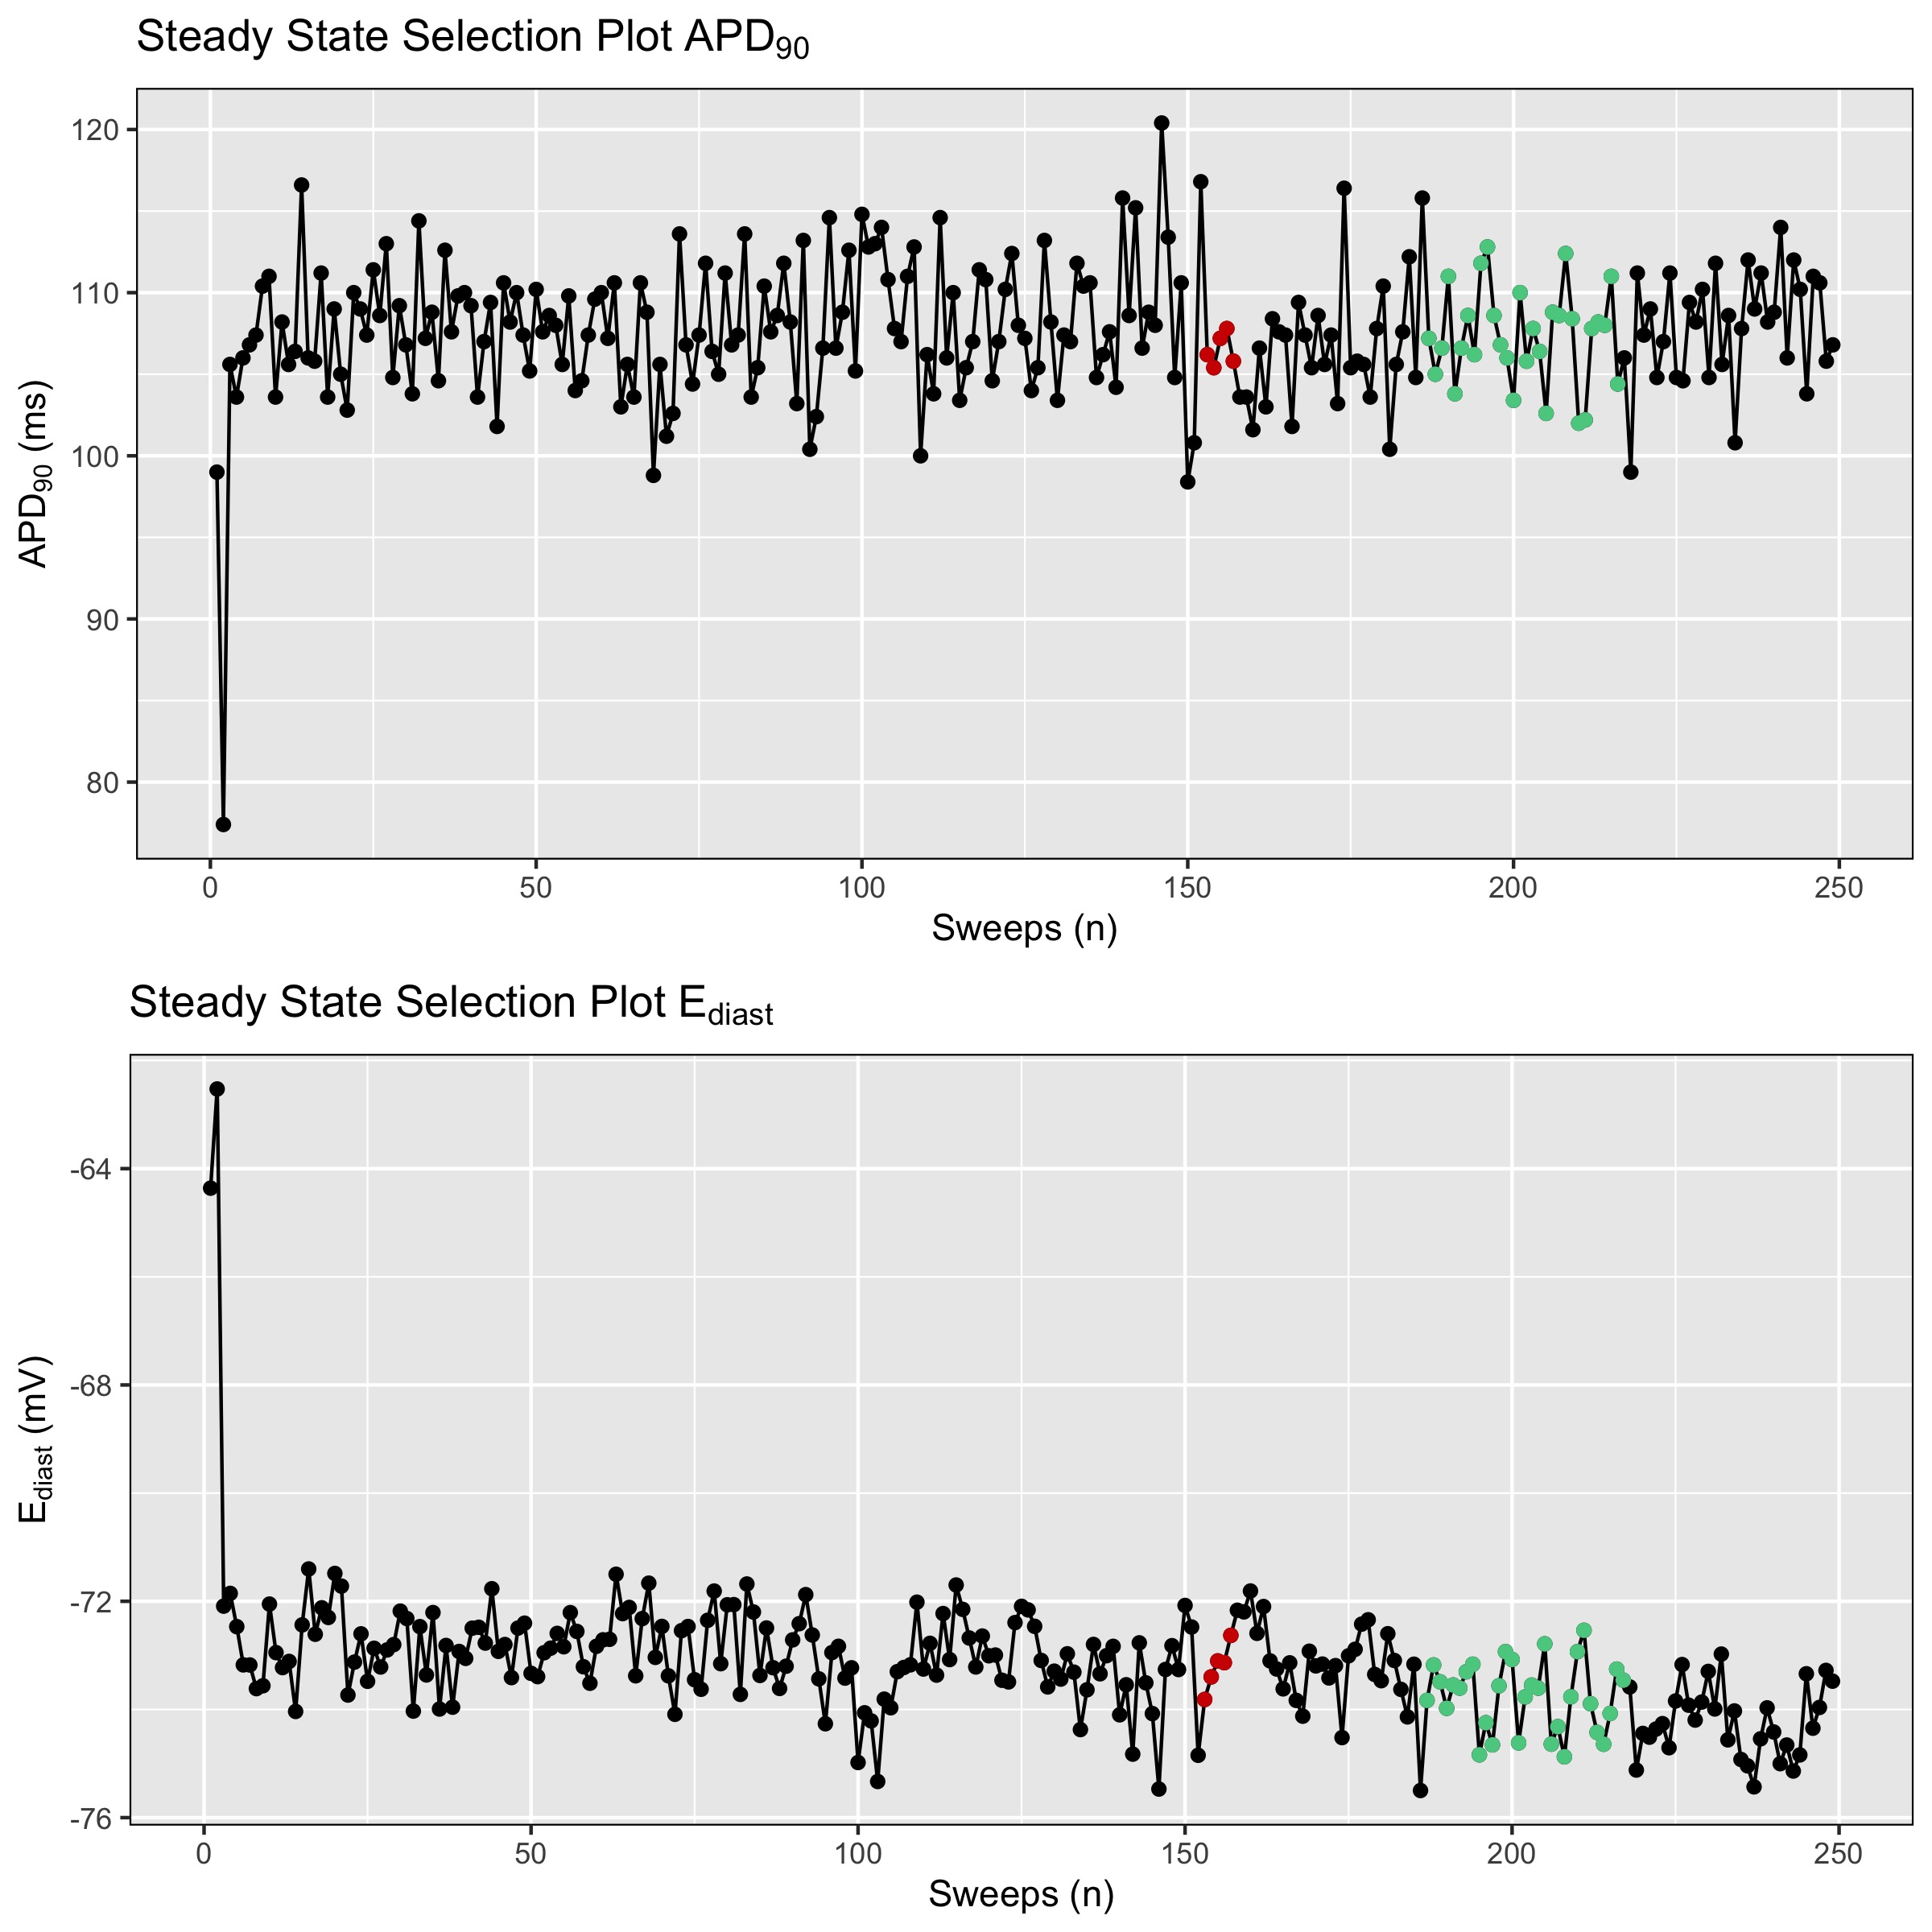 Steady State Selection Plot APD90
120
110
100
90
80
APD90 (ms)
0 50 100 150 200 250
Sweeps (n)
Steady State Selection Plot Ediast
-64
-68
-72
-76
Ediast (mV)
0 50 100 150 200 250
Sweeps (n)